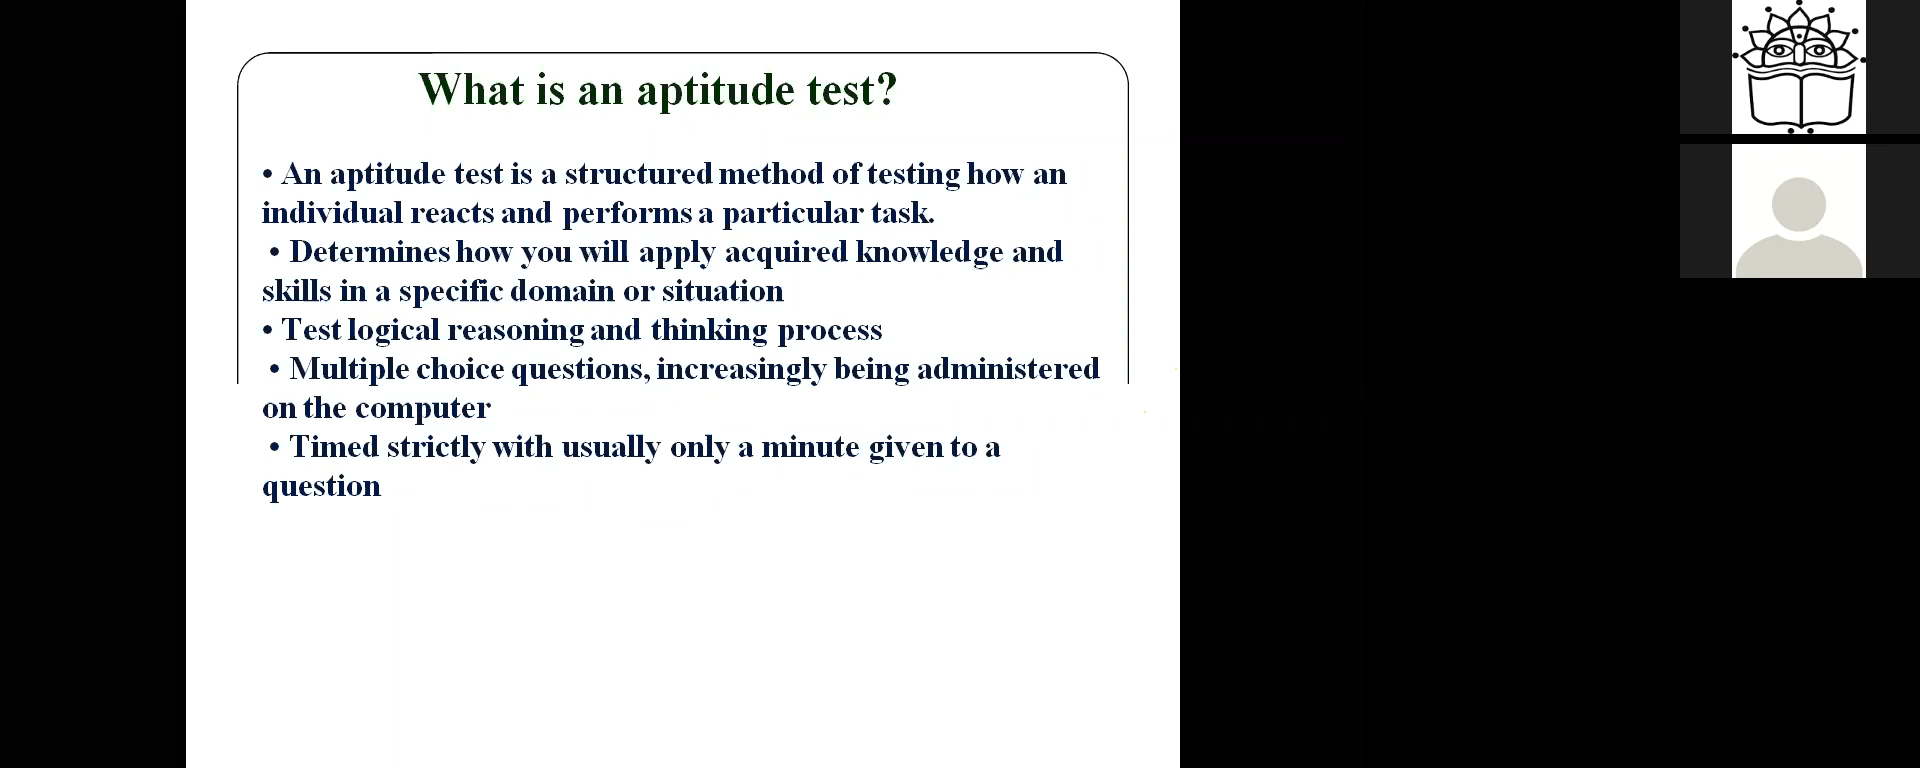 What is an aptitude test?
• An aptitude test is a structured method of testing how an
individual reacts and performs a particular task.
• Determines how you will apply acquired knowledge and
skills in a specific domain or situation
• Test logical reasoning and thinking process
• Multiple choice questions, increasingly being administered
on the computer
• Timed strictly with usually only a minute given to a
question